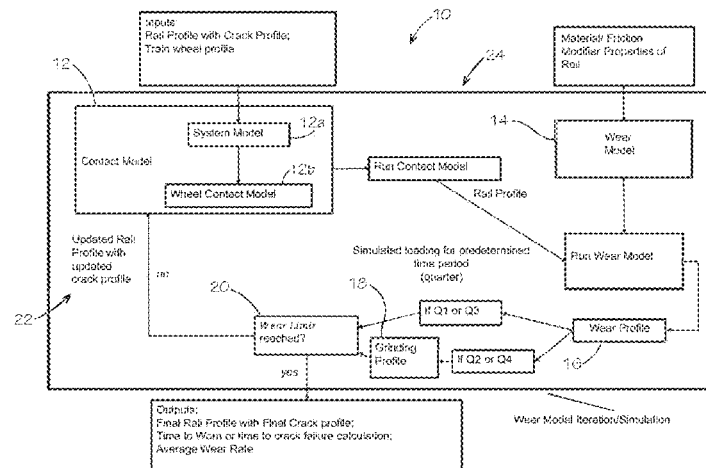 Inputs:
Rail Profile with Crack Profile;
Train wheel profile
10
24
Material/ Friction
Modifier Properties of
Rail
12
System Model
12a
Contact Model
12b
Wheel Contact Model
Run Contact Model
Rail Profile
14
Wear
Model
Run Wear Model
Updated Rail
Profile with
updated
crack profile
22
no
Simulated loading for predetermined
time period
(quarter)
20
Wear Limit
reached?
18
If Q1 or Q3
Grinding
Profile
If Q2 or Q4
Wear Profile
16
yes
Outputs:
Final Rail Profile with Final Crack profile;
Time to Worn or time to crack failure calculation;
Average Wear Rate
Wear Model Iteration/Simulation